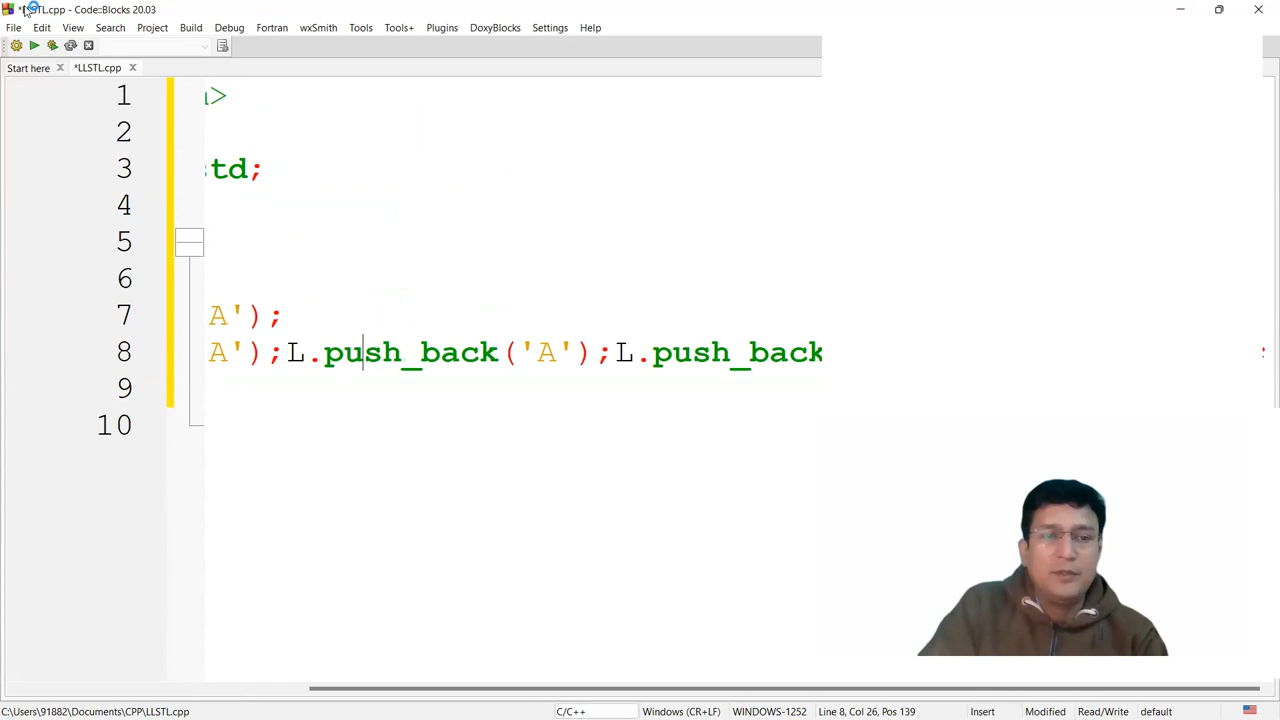 *LLSTL.cpp - Code::Blocks 20.03
File Edit View Search Project Build Debug Fortran wxSmith Tools Tools+ Plugins DoxyBlocks Settings Help
Start here *LLSTL.cpp
1 >
2
3 td;
4
5
6
7 A');
8 A');L.push_back('A');L.push_back
9
10
C:\Users\91882\Documents\CPP\LLSTL.cpp C/C++ Windows (CR+LF) WINDOWS-1252 Line 8, Col 26, Pos 139 Insert Modified Read/Write default